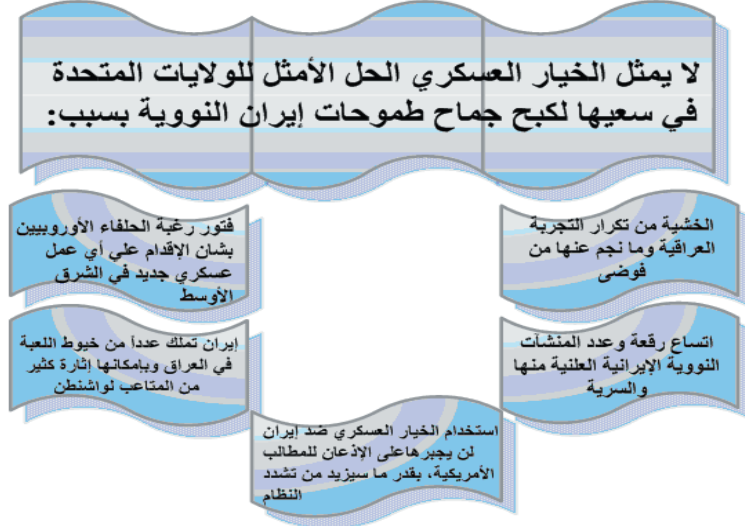 لا يمثل الخيار العسكري الحل الأمثل للولايات المتحدة
في سعيها لكبح جماح طموحات إيران النووية بسبب:
الخشية من تكرار التجربة
العراقية وما نجم عنها من
فوضى
فتور رغبة الحلفاء الأوروبيين
بشان الإقدام علي أي عمل
عسكري جديد في الشرق
الأوسط
اتساع رقعة وعدد المنشآت
النووية الإيرانية العلنية منها
والسرية
إيران تملك عدداً من خيوط اللعبة
في العراق وبإمكانها إثارة كثير
من المتاعب لواشنطن
استخدام الخيار العسكري ضد إيران
لن يجبرهاعلى الإذعان للمطالب
الأمريكية، بقدر ما سيزيد من تشدد
النظام